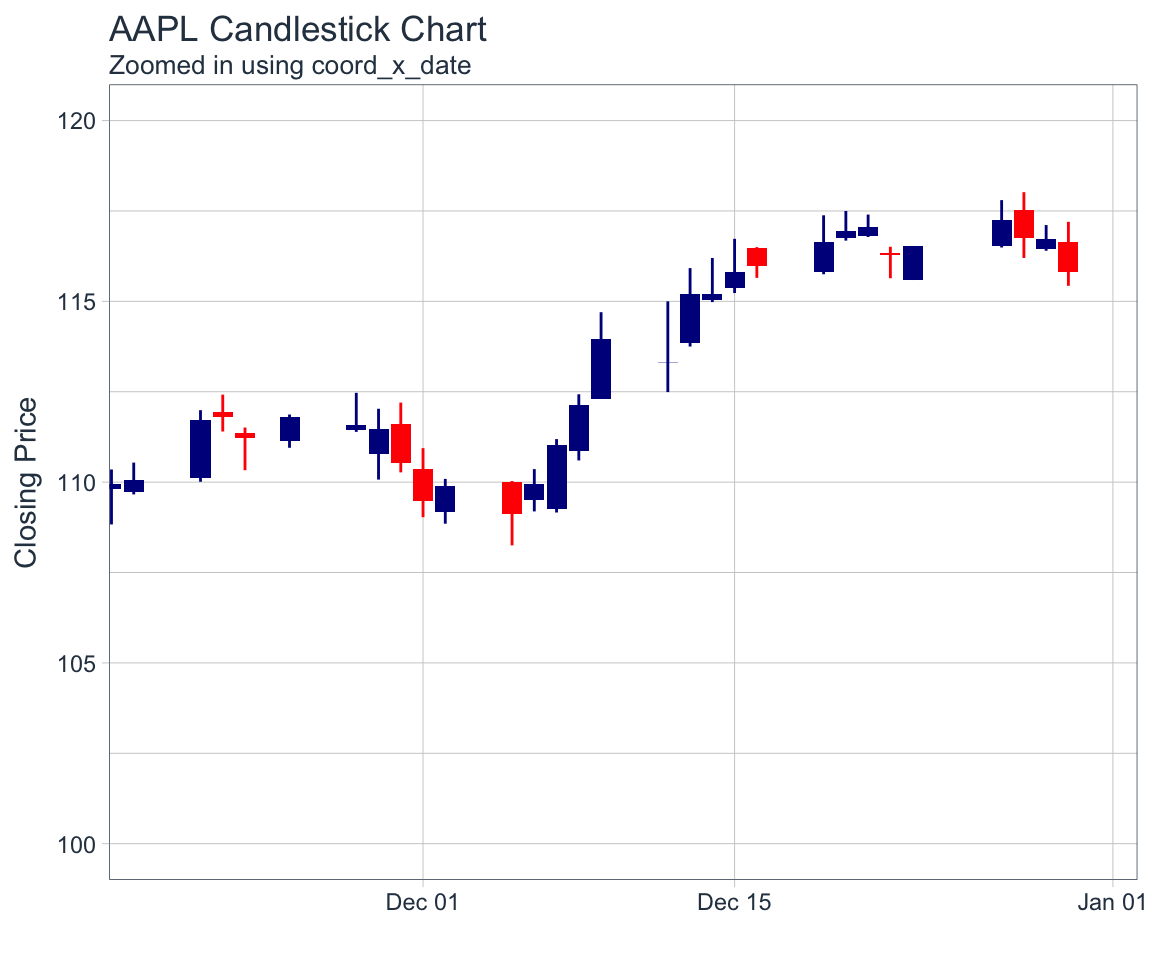 AAPL Candlestick Chart
Zoomed in using coord_x_date
120
115
110
105
100
Closing Price
Dec 01
Dec 15
Jan 01